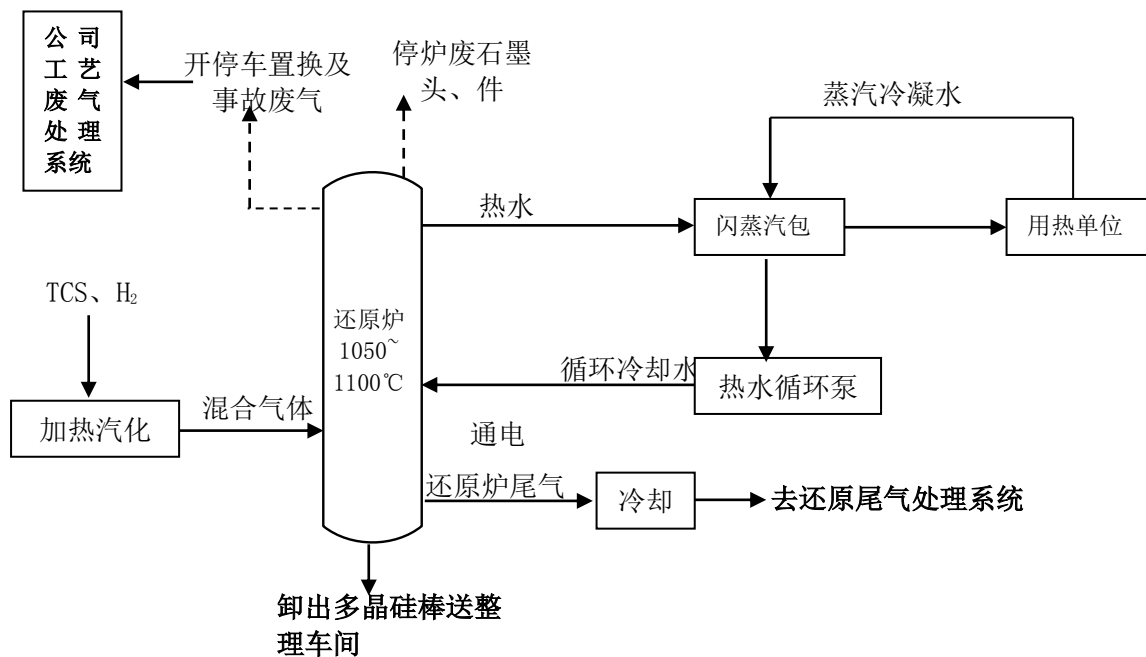 公司
工艺
废气
处理
系统
开停车置换及
事故废气
停炉废石墨
头、件
蒸汽冷凝水
热水
闪蒸汽包
用热单位
TCS、H₂
还原炉
1050~
1100℃
循环冷却水
热水循环泵
混合气体
加热汽化
通电
还原炉尾气
冷却
去还原尾气处理系统
卸出多晶硅棒送整
理车间